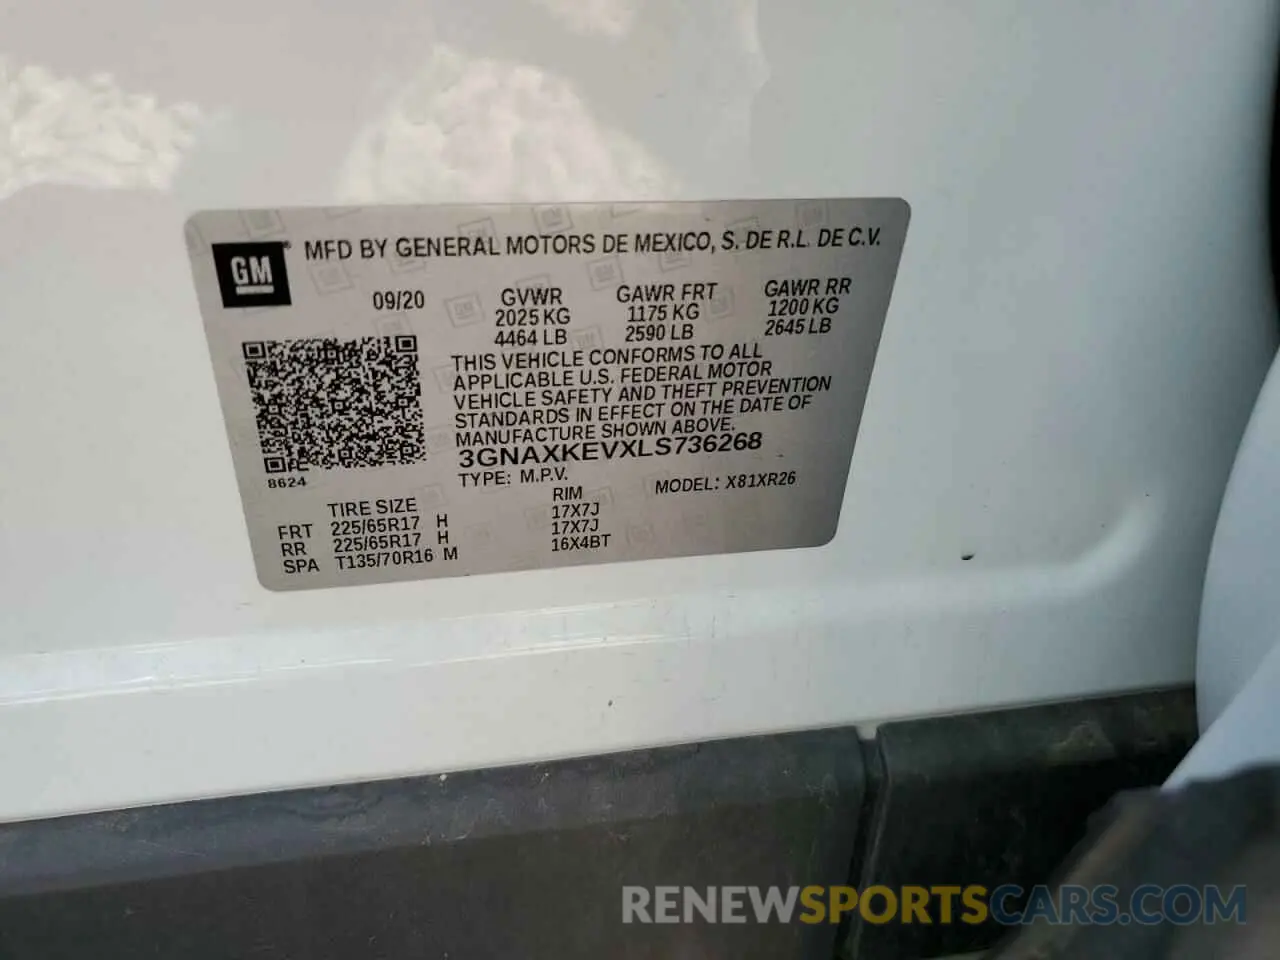 GM
MFD BY GENERAL MOTORS DE MEXICO, S. DE R.L. DE C.V.
09/20 GVWR GAWR FRT GAWR RR
2025 KG 1175 KG 1200 KG
4464 LB 2590 LB 2645 LB
THIS VEHICLE CONFORMS TO ALL
APPLICABLE U.S. FEDERAL MOTOR
VEHICLE SAFETY AND THEFT PREVENTION
STANDARDS IN EFFECT ON THE DATE OF
MANUFACTURE SHOWN ABOVE.
3GNAXKEVXLS736268
8624
TYPE: M.P.V. MODEL: X81XR26
TIRE SIZE RIM
FRT 225/65R17 H 17X7J
RR 225/65R17 H 17X7J
SPA T135/70R16 M 16X4BT
RENEWSPORTSCARS.COM